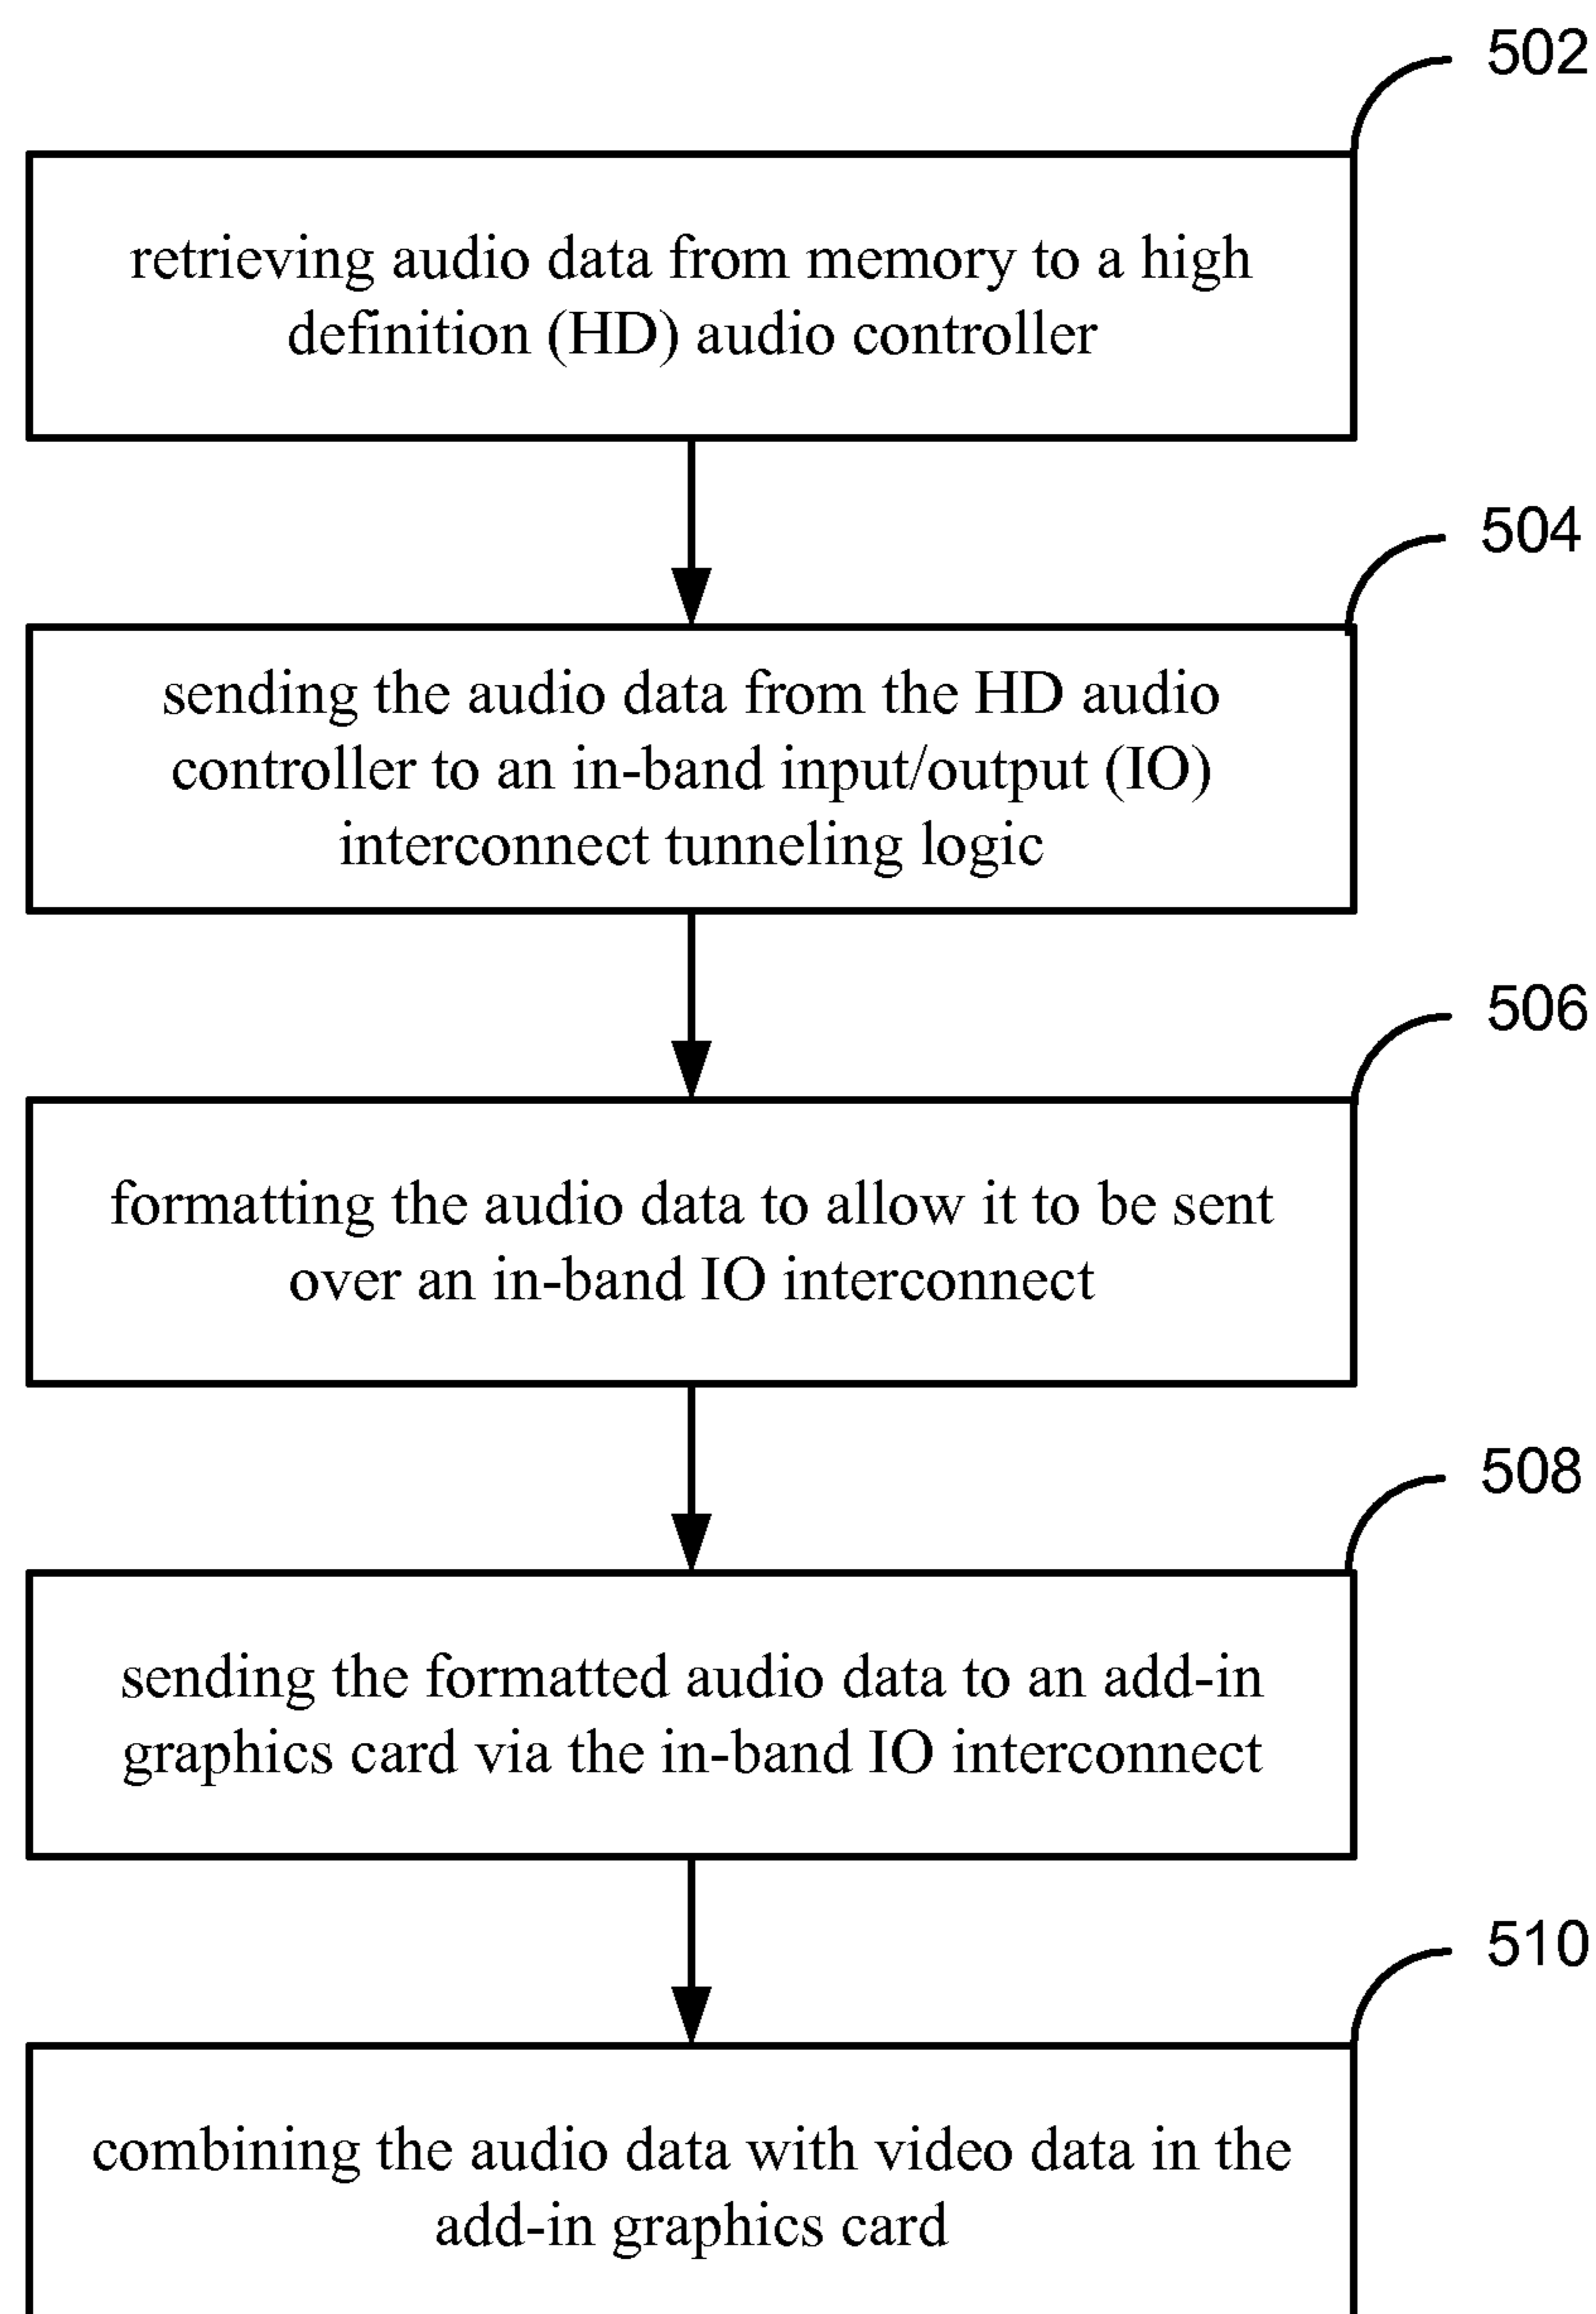 502
retrieving audio data from memory to a high
definition (HD) audio controller
504
sending the audio data from the HD audio
controller to an in-band input/output (IO)
interconnect tunneling logic
506
formatting the audio data to allow it to be sent
over an in-band IO interconnect
508
sending the formatted audio data to an add-in
graphics card via the in-band IO interconnect
510
combining the audio data with video data in the
add-in graphics card